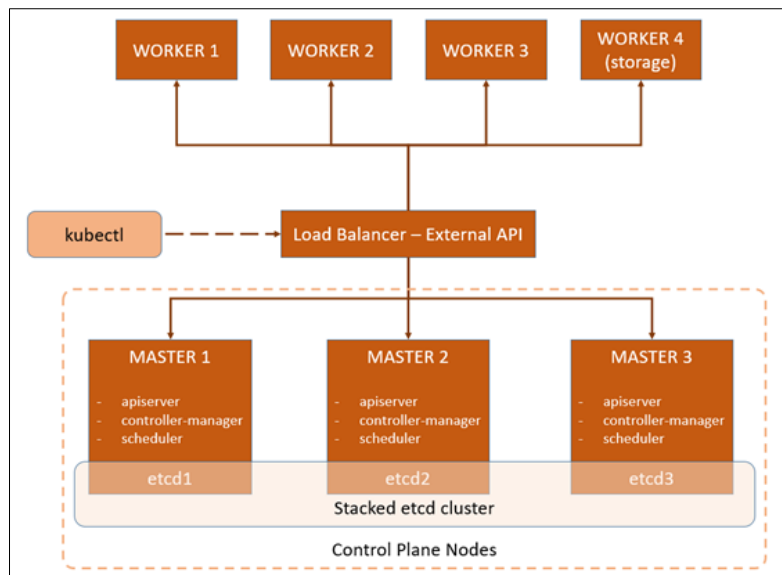 WORKER 1
WORKER 2
WORKER 3
WORKER 4
(storage)
kubectl
Load Balancer – External API
MASTER 1
- apiserver
- controller-manager
- scheduler
etcd1
MASTER 2
- apiserver
- controller-manager
- scheduler
etcd2
MASTER 3
- apiserver
- controller-manager
- scheduler
etcd3
Stacked etcd cluster
Control Plane Nodes